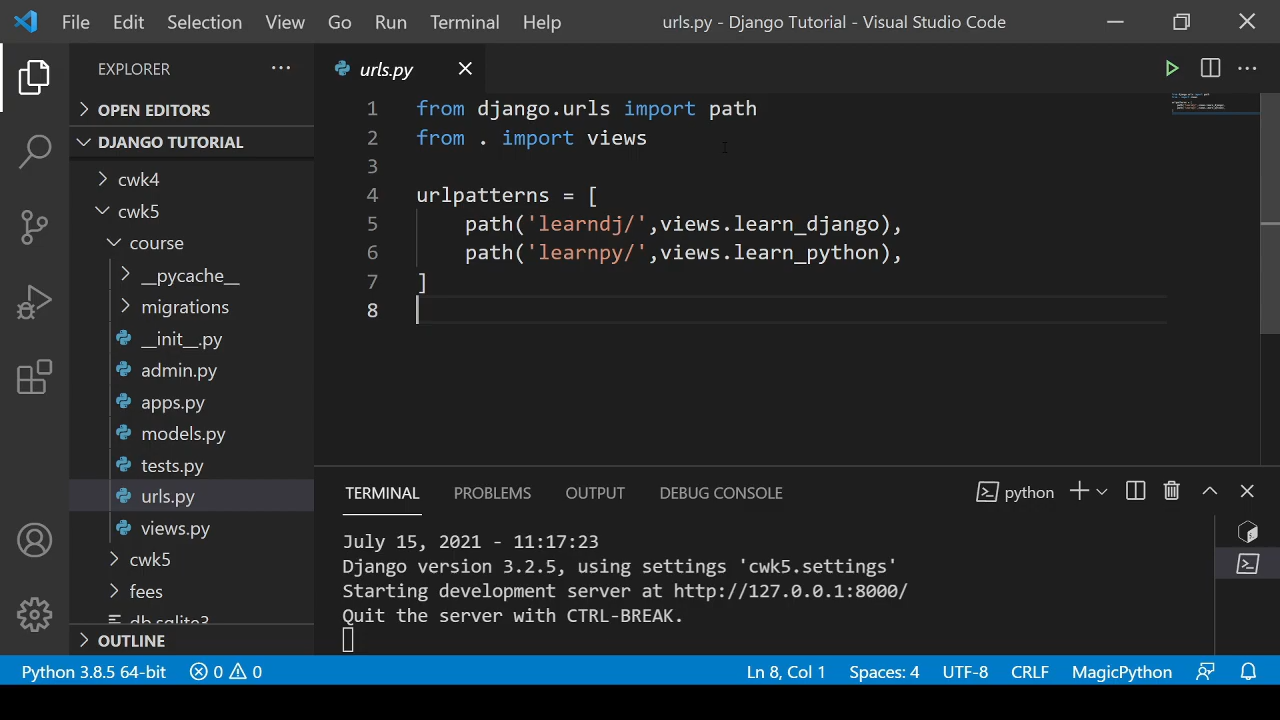 File Edit Selection View Go Run Terminal Help urls.py - Django Tutorial - Visual Studio Code
EXPLORER
OPEN EDITORS
DJANGO TUTORIAL
cwk4
cwk5
course
__pycache__
migrations
__init__.py
admin.py
apps.py
models.py
tests.py
urls.py
views.py
cwk5
fees
db.sqlite3
OUTLINE
urls.py
1 from django.urls import path
2 from . import views
3
4 urlpatterns = [
5 path('learndj/',views.learn_django),
6 path('learnpy/',views.learn_python),
7 ]
8
TERMINAL PROBLEMS OUTPUT DEBUG CONSOLE python
July 15, 2021 - 11:17:23
Django version 3.2.5, using settings 'cwk5.settings'
Starting development server at http://127.0.0.1:8000/
Quit the server with CTRL-BREAK.
Python 3.8.5 64-bit 0 0 Ln 8, Col 1 Spaces: 4 UTF-8 CRLF MagicPython